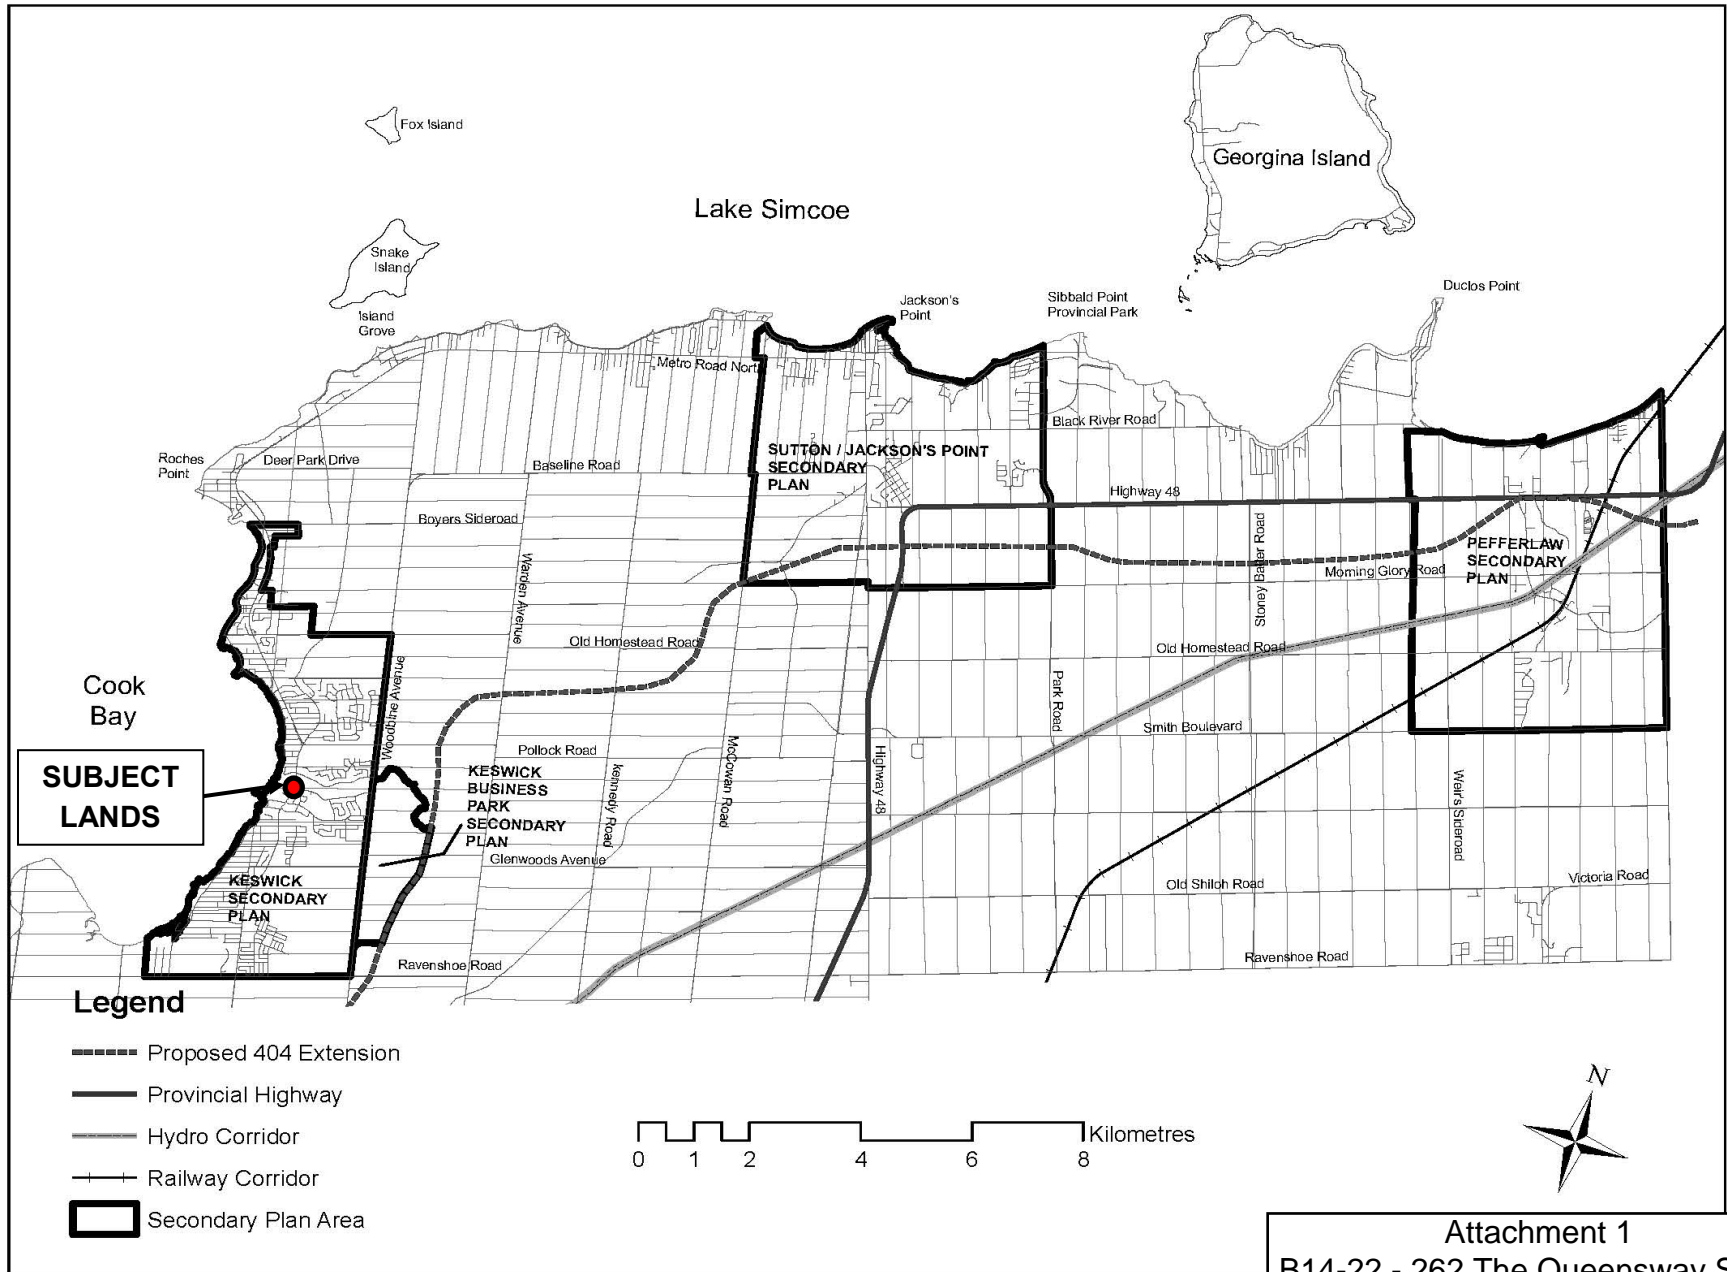 Fox Island
Georgina Island
Lake Simcoe
Snake
Island
Island
Grove
Jackson's
Point
Sibbald Point
Provincial Park
Duclos Point
Metro Road North
Black River Road
Roches
Point
Deer Park Drive
Baseline Road
SUTTON / JACKSON'S POINT
SECONDARY
PLAN
Highway 48
Boyers Sideroad
Warden Avenue
Stoney Batter Road
PEFFERLAW
SECONDARY
PLAN
Morning Glory Road
Old Homestead Road
Old Homestead Road
Cook
Bay
Woodbine Avenue
Park Road
Smith Boulevard
Pollock Road
McCowan Road
Highway 48
SUBJECT
LANDS
KESWICK
BUSINESS
PARK
SECONDARY
PLAN
kennedy Road
Weir's Sideroad
Glenwoods Avenue
KESWICK
SECONDARY
PLAN
Old Shiloh Road
Victoria Road
Ravenshoe Road
Ravenshoe Road
Legend
Proposed 404 Extension
Provincial Highway
Hydro Corridor
Railway Corridor
Secondary Plan Area
Kilometres
0 1 2 4 6 8
N
Attachment 1
B14-22 - 262 The Queensway S